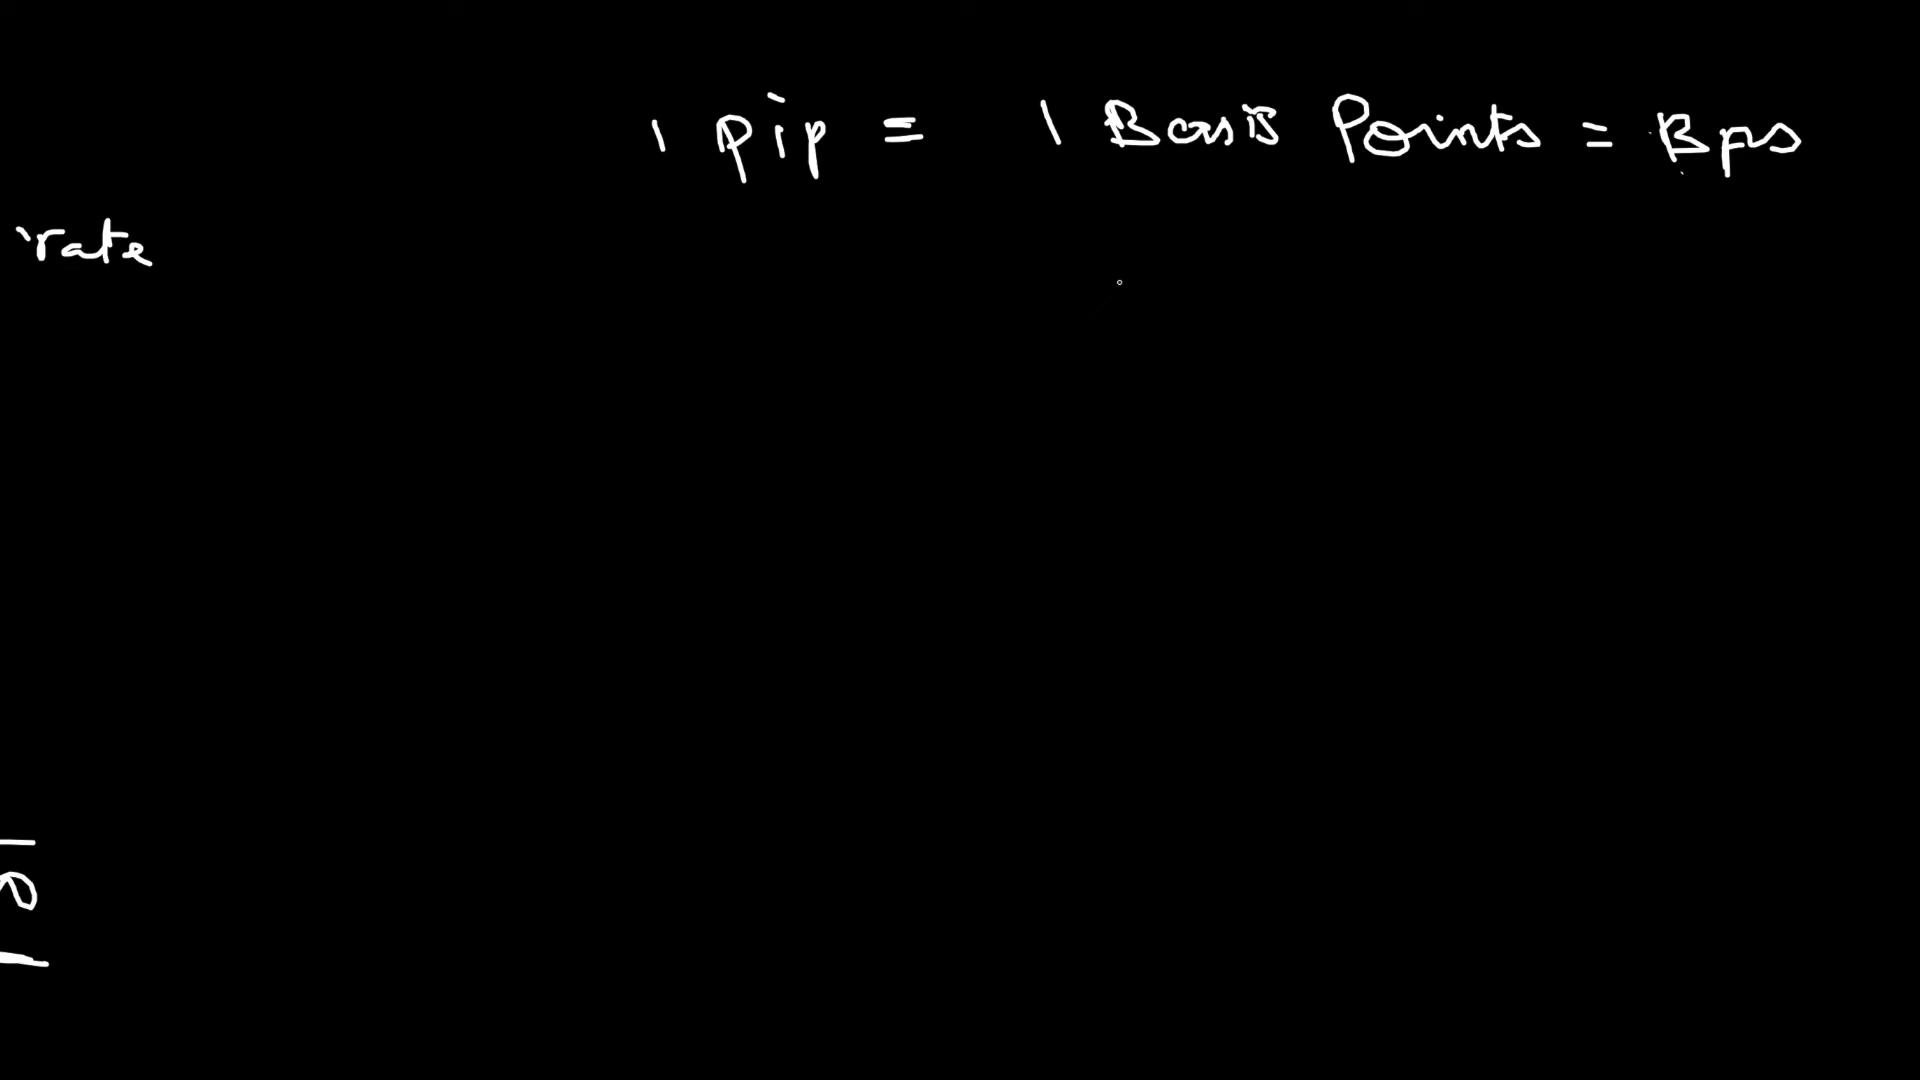 1 pip = 1 Basis Points = Bps
rate